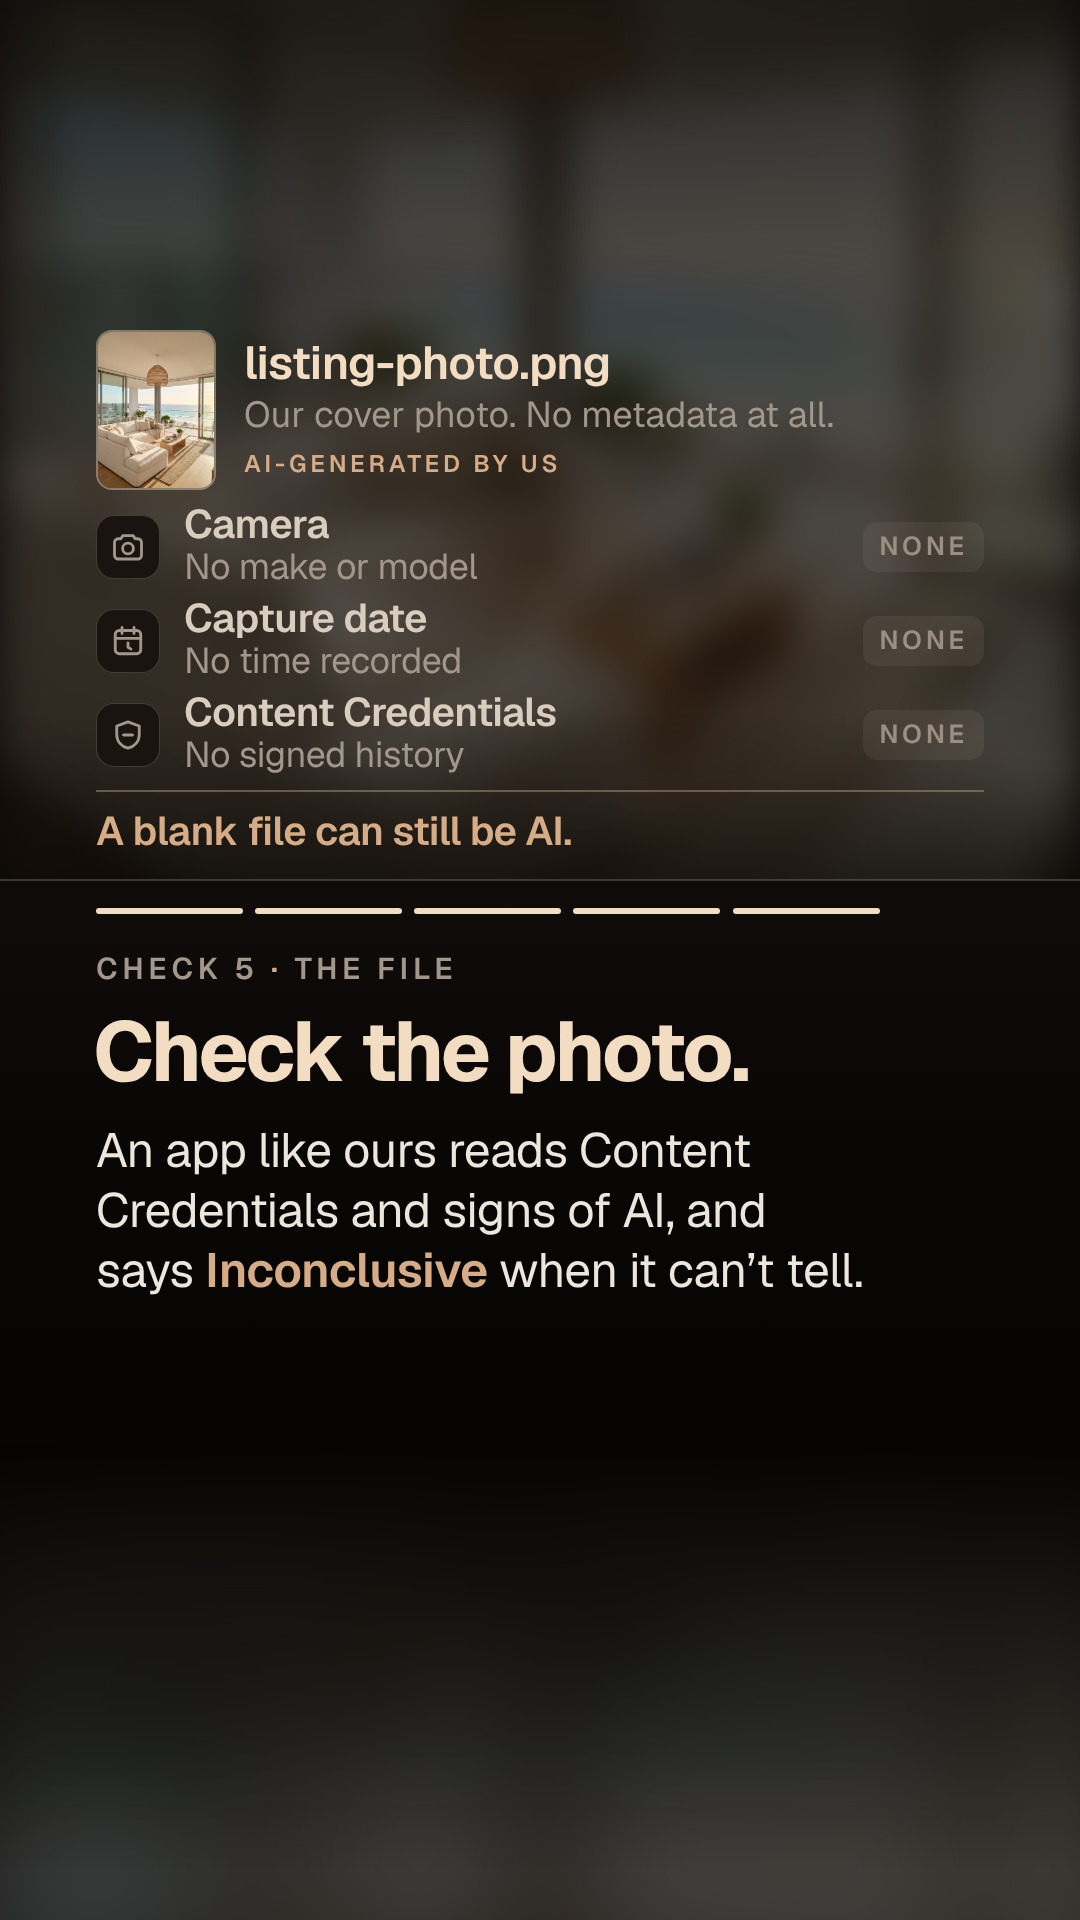 listing-photo.png
Our cover photo. No metadata at all.
AI-GENERATED BY US
Camera
No make or model
NONE
Capture date
No time recorded
NONE
Content Credentials
No signed history
NONE
A blank file can still be AI.
CHECK 5 · THE FILE
Check the photo.
An app like ours reads Content
Credentials and signs of AI, and
says Inconclusive when it can’t tell.